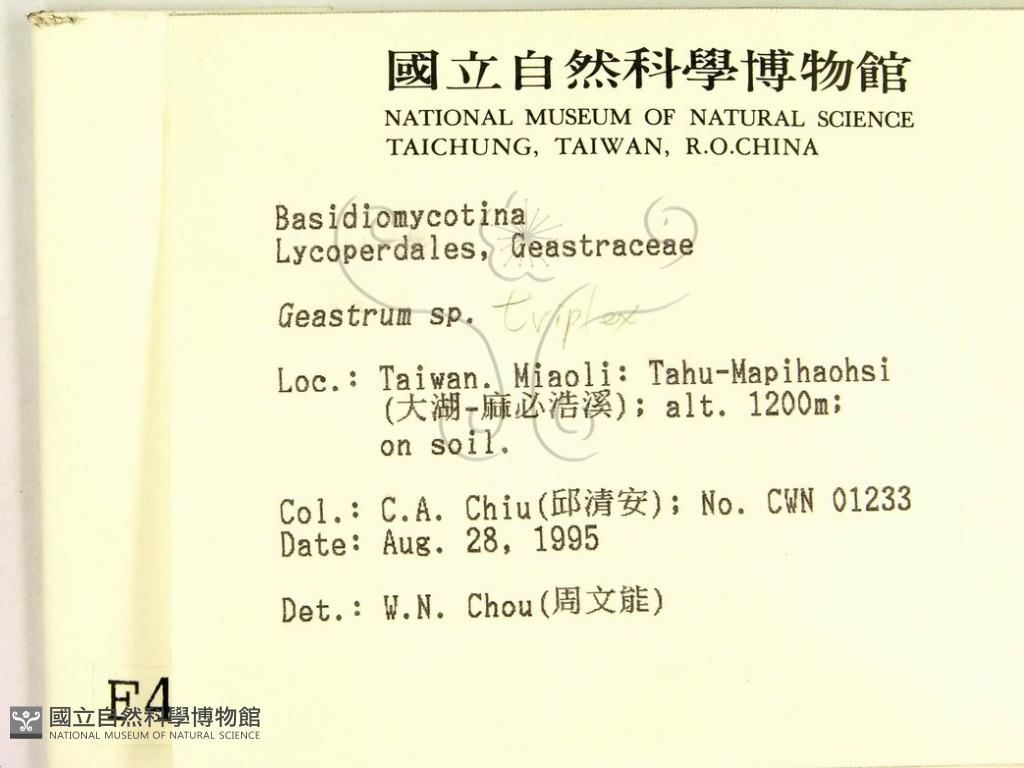 國立自然科學博物館
NATIONAL MUSEUM OF NATURAL SCIENCE
TAICHUNG, TAIWAN, R.O.CHINA
Basidiomycotina
Lycoperdales, Geastraceae
Geastrum sp. triplex
Loc.: Taiwan. Miaoli: Tahu-Mapihaohsi
(大湖-麻必浩溪); alt. 1200m;
on soil.
Col.: C.A. Chiu(邱清安); No. CWN 01233
Date: Aug. 28, 1995
Det.: W.N. Chou(周文能)
F4
國立自然科學博物館
NATIONAL MUSEUM OF NATURAL SCIENCE